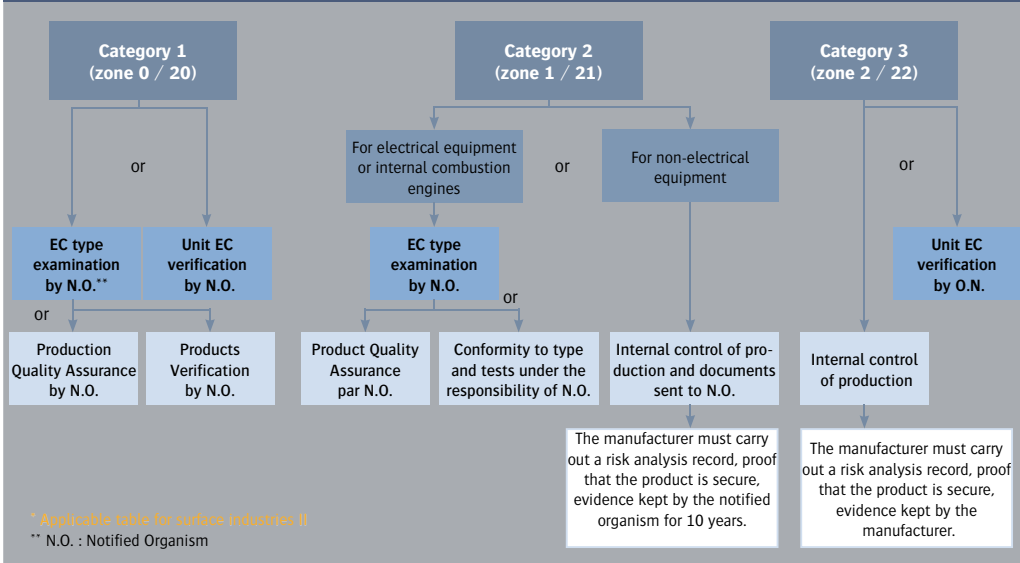 Category 1
(zone 0 / 20)
Category 2
(zone 1 / 21)
Category 3
(zone 2 / 22)
or
For electrical equipment
or internal combustion
engines
or
For non-electrical
equipment
or
EC type
examination
by N.O.**
Unit EC
verification
by N.O.
EC type
examination
by N.O.
Unit EC
verification
by O.N.
or
or
Production
Quality Assurance
by N.O.
Products
Verification
by N.O.
Product Quality
Assurance
par N.O.
Conformity to type
and tests under the
responsibility of N.O.
Internal control of pro-
duction and documents
sent to N.O.
Internal control
of production
The manufacturer must carry
out a risk analysis record, proof
that the product is secure,
evidence kept by the notified
organism for 10 years.
The manufacturer must carry
out a risk analysis record, proof
that the product is secure,
evidence kept by the
manufacturer.
* Applicable table for surface industries II
** N.O. : Notified Organism